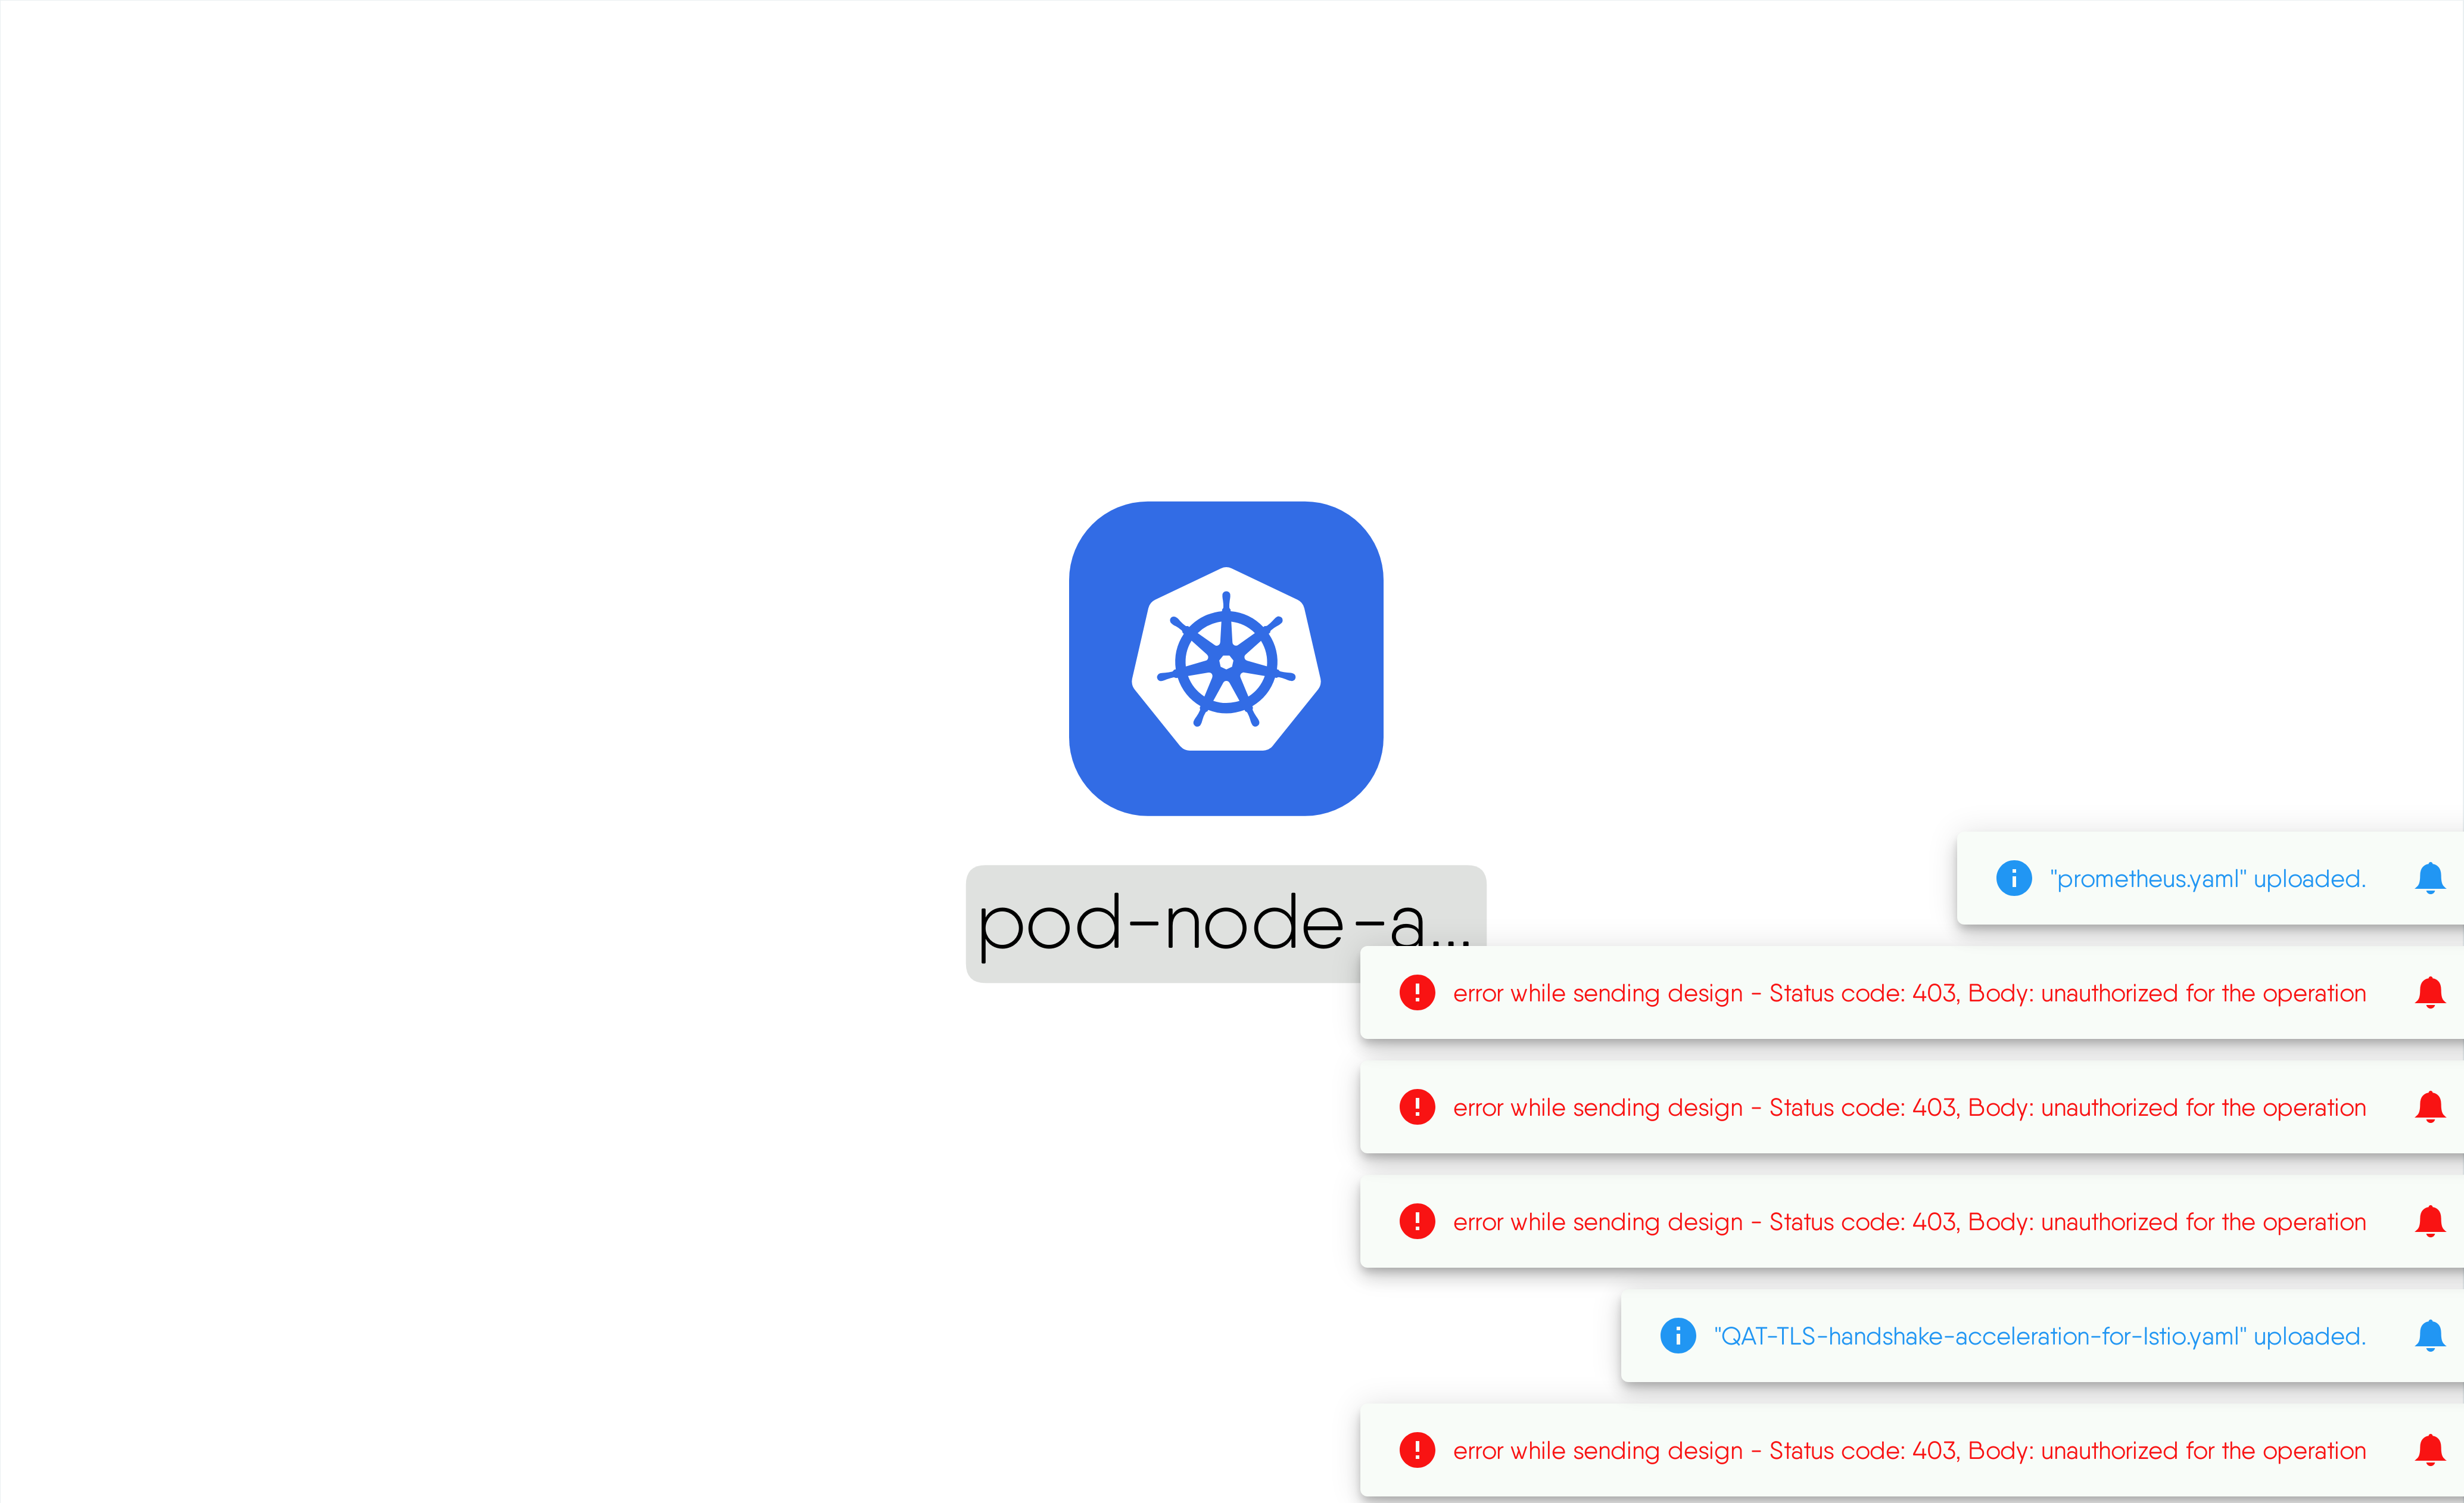 pod-node-a...
"prometheus.yaml" uploaded.
error while sending design - Status code: 403, Body: unauthorized for the operation
error while sending design - Status code: 403, Body: unauthorized for the operation
error while sending design - Status code: 403, Body: unauthorized for the operation
"QAT-TLS-handshake-acceleration-for-Istio.yaml" uploaded.
error while sending design - Status code: 403, Body: unauthorized for the operation